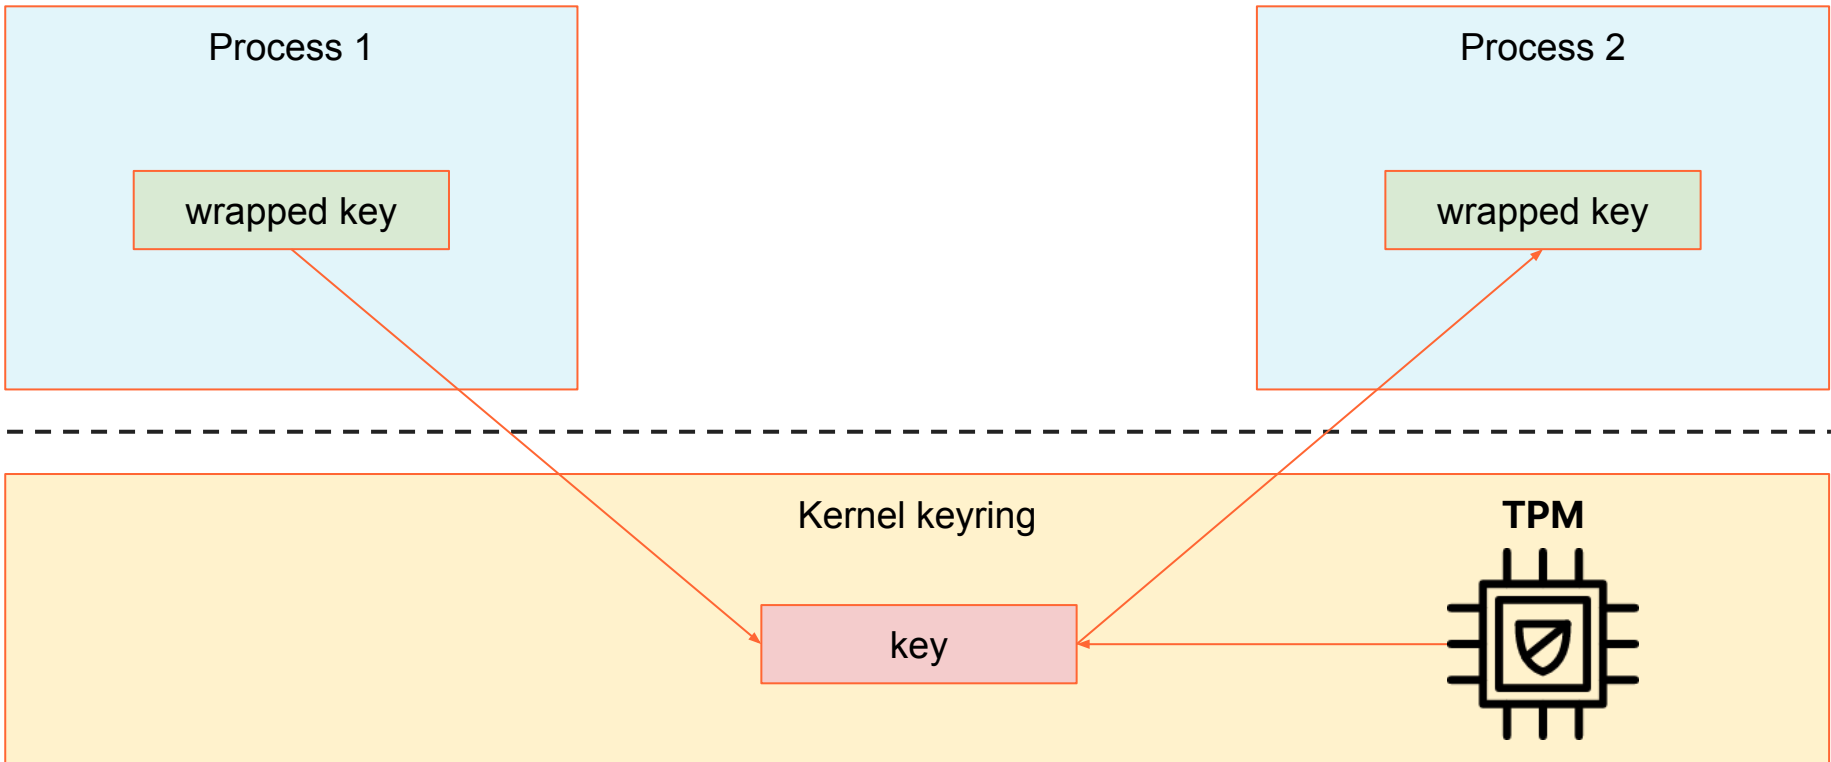 Process 1
Process 2
wrapped key
wrapped key
Kernel keyring
TPM
key